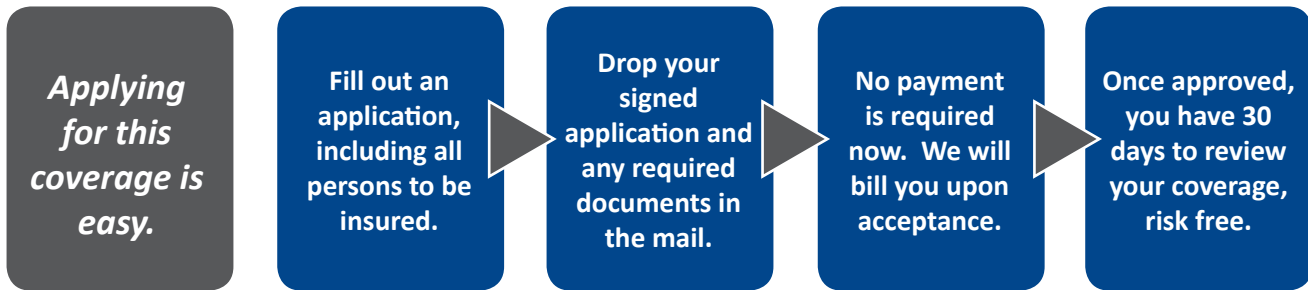 Applying
for this
coverage is
easy.
Fill out an
application,
including all
persons to be
insured.
Drop your
signed
application and
any required
documents in
the mail.
No payment
is required
now.  We will
bill you upon
acceptance.
Once approved,
you have 30
days to review
your coverage,
risk free.